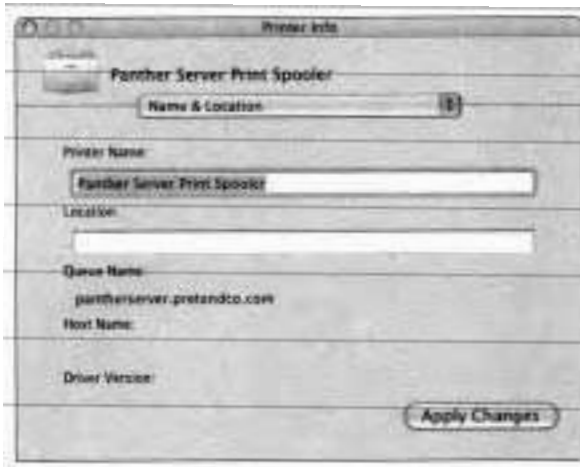 Printer Info
Panther Server Print Spooler
Name & Location
Printer Name:
Panther Server Print Spooler
Location:
Queue Name:
pantherserver.pretendco.com
Host Name:
Driver Version:
Apply Changes